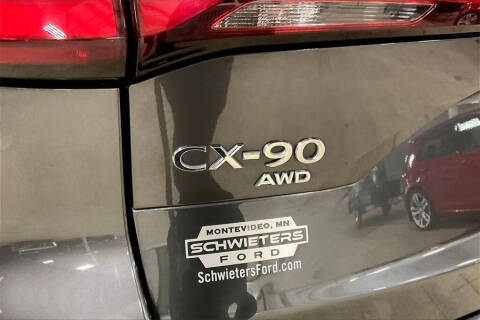 CX-90
AWD
MONTEVIDEO, MN
SCHWIETERS
FORD
SchwietersFord.com